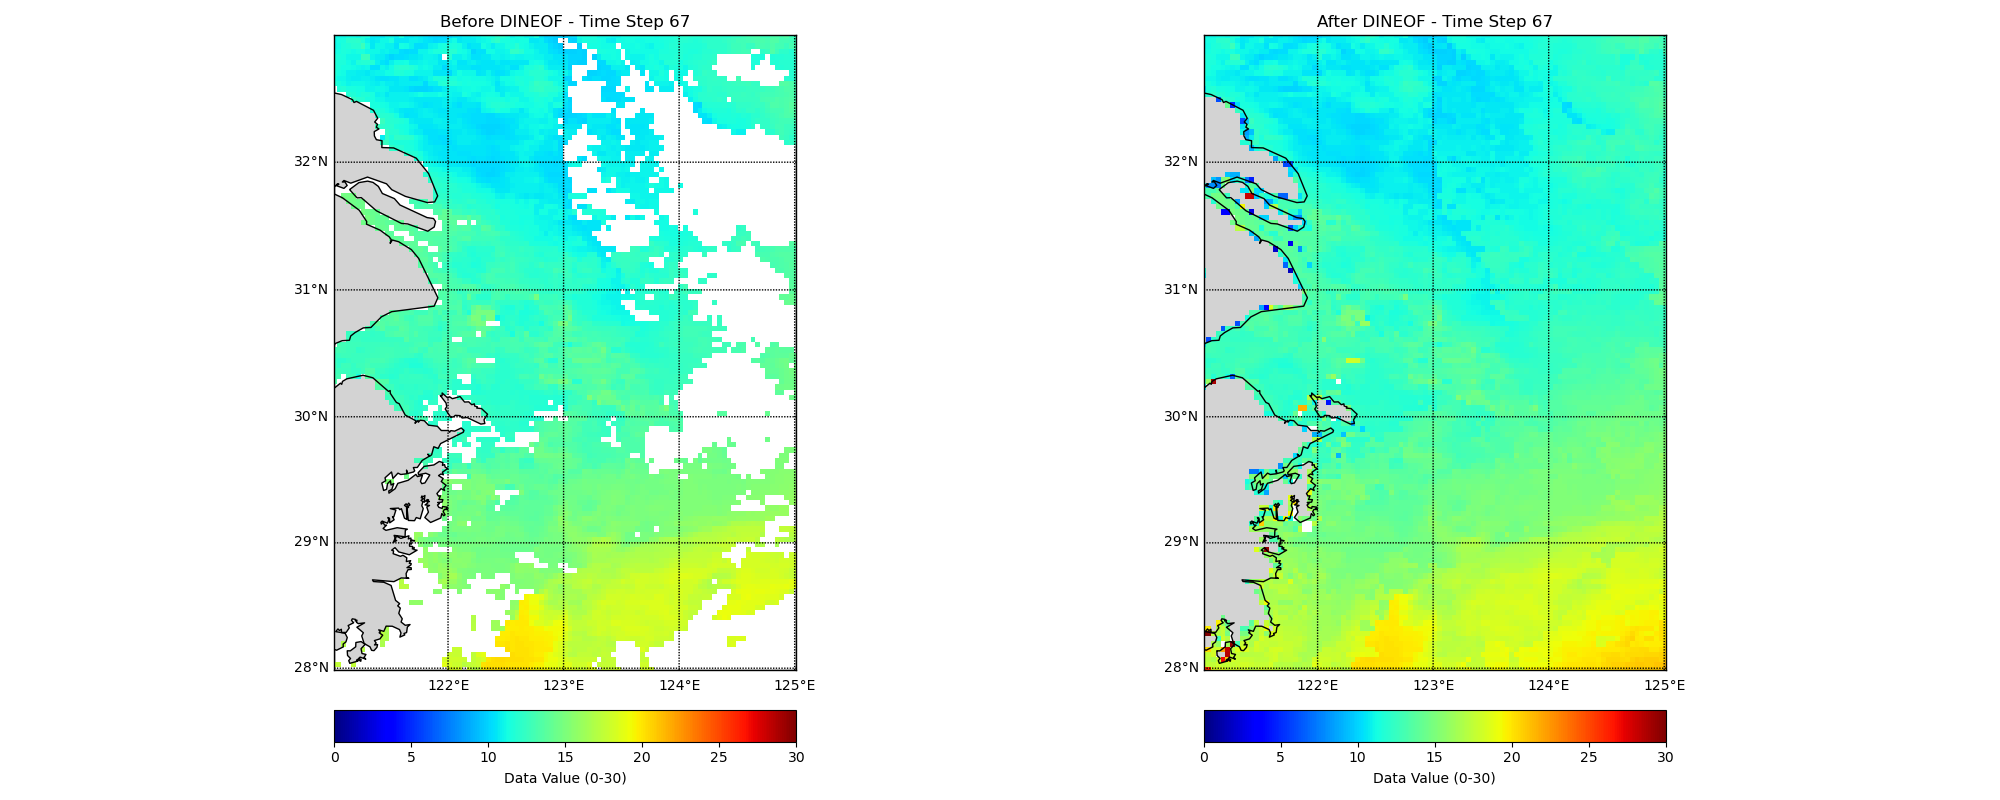 Before DINEOF - Time Step 67
32°N
31°N
30°N
29°N
28°N
122°E 123°E 124°E 125°E
0 5 10 15 20 25 30
Data Value (0-30)
After DINEOF - Time Step 67
32°N
31°N
30°N
29°N
28°N
122°E 123°E 124°E 125°E
0 5 10 15 20 25 30
Data Value (0-30)